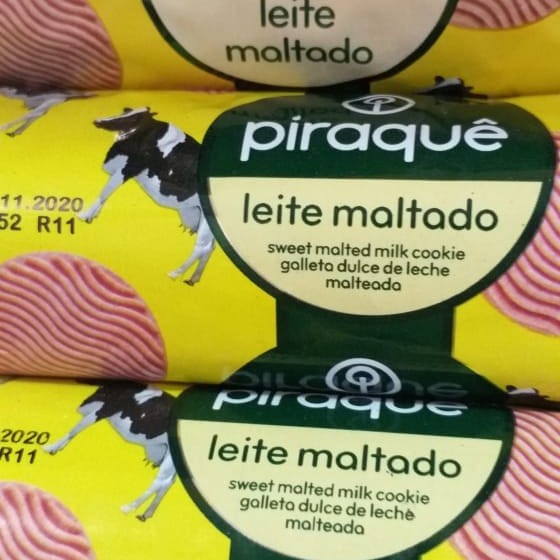 leite
maltado
piraquê
leite maltado
sweet malted milk cookie
galleta dulce de leche
malteada
11.2020
52 R11
piraquê
leite maltado
sweet malted milk cookie
galleta dulce de leche
malteada
2020
R11